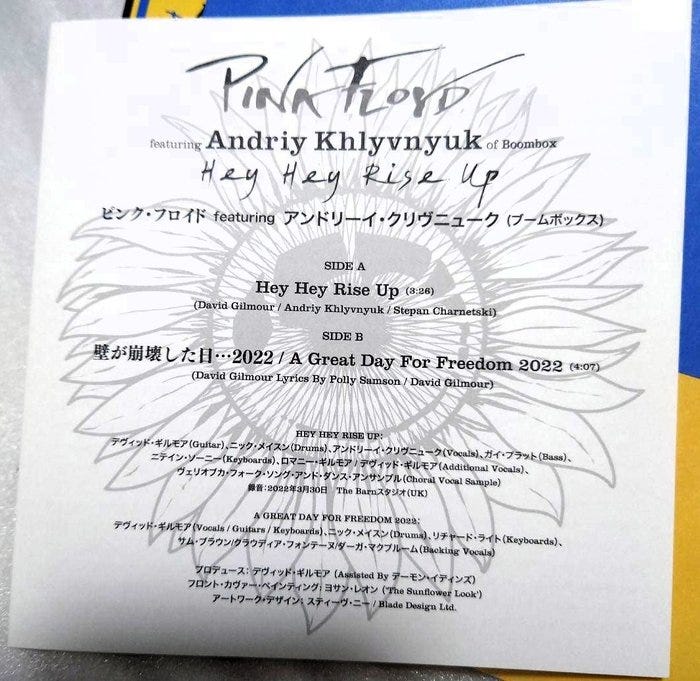 PINK FLOYD
featuring Andriy Khlyvnyuk of Boombox
Hey Hey Rise Up
ピンク・フロイド featuring アンドリーイ・クリヴニューク (ブームボックス)
SIDE A
Hey Hey Rise Up (3:26)
(David Gilmour / Andriy Khlyvnyuk / Stepan Charnetski)
SIDE B
壁が崩壊した日…2022 / A Great Day For Freedom 2022 (4:07)
(David Gilmour Lyrics By Polly Samson / David Gilmour)
HEY HEY RISE UP:
デヴィッド・ギルモア(Guitar)、ニック・メイスン(Drums)、アンドリーイ・クリヴニューク(Vocals)、ガイ・プラット(Bass)、
ニテイン・ソーニー(Keyboards)、ロマニー・ギルモア / デヴィッド・ギルモア(Additional Vocals)、
ヴェリオブカ・フォーク・ソング・アンド・ダンス・アンサンブル(Choral Vocal Sample)
録音:2022年3月30日 The Barnスタジオ(UK)
A GREAT DAY FOR FREEDOM 2022:
デヴィッド・ギルモア(Vocals / Guitars / Keyboards)、ニック・メイスン(Drums)、リチャード・ライト(Keyboards)、
サム・ブラウン/クラウディア・フォンテーヌ/ダーガ・マクブルーム(Backing Vocals)
プロデュース: デヴィッド・ギルモア (Assisted By デーモン・イディンズ)
フロント・カヴァー・ペインティング: ヨサン・レオン ('The Sunflower Look')
アートワーク・デザイン: スティーヴ・ニー / Blade Design Ltd.